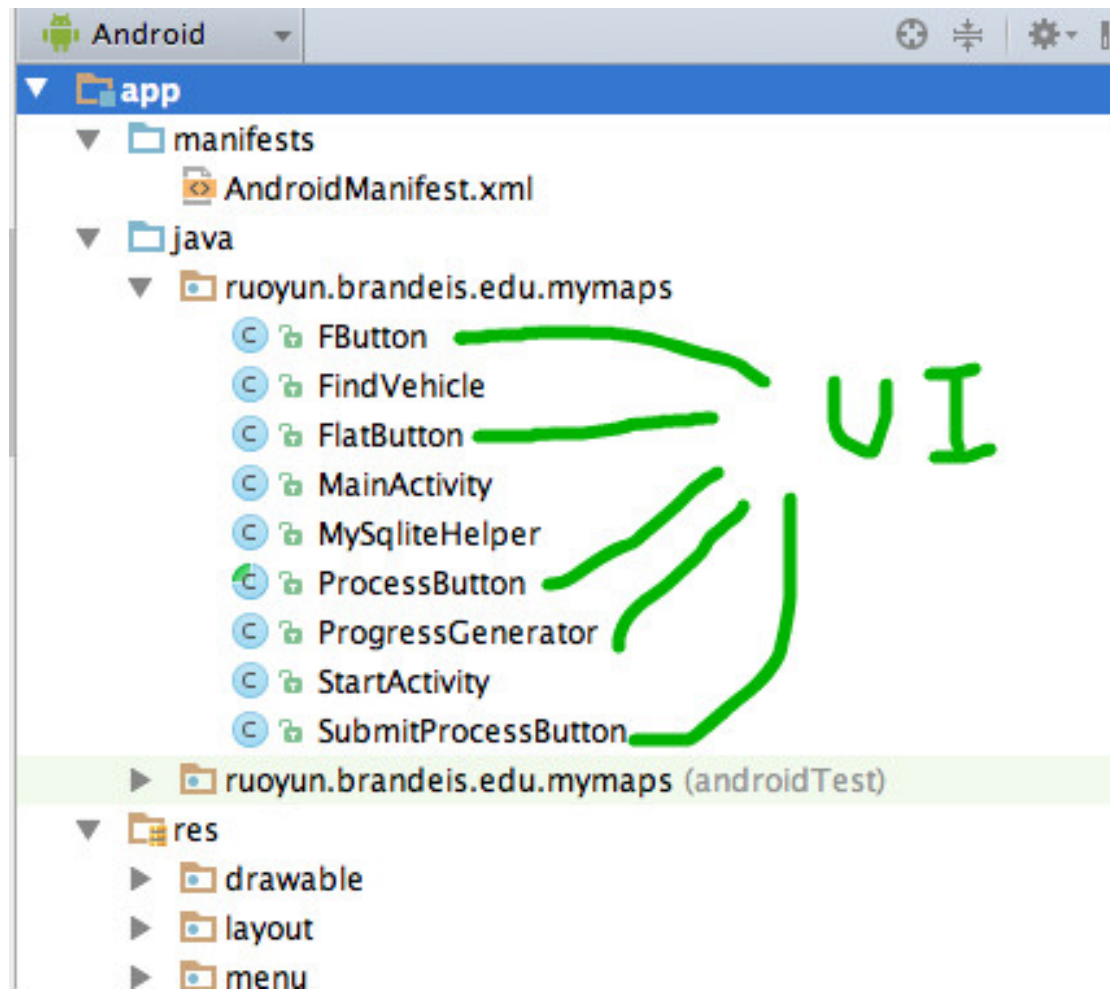 Android
app
manifests
AndroidManifest.xml
java
ruoyun.brandeis.edu.mymaps
FButton
FindVehicle
UI
FlatButton
MainActivity
MySqliteHelper
ProcessButton
ProgressGenerator
StartActivity
SubmitProcessButton
ruoyun.brandeis.edu.mymaps (androidTest)
res
drawable
layout
menu